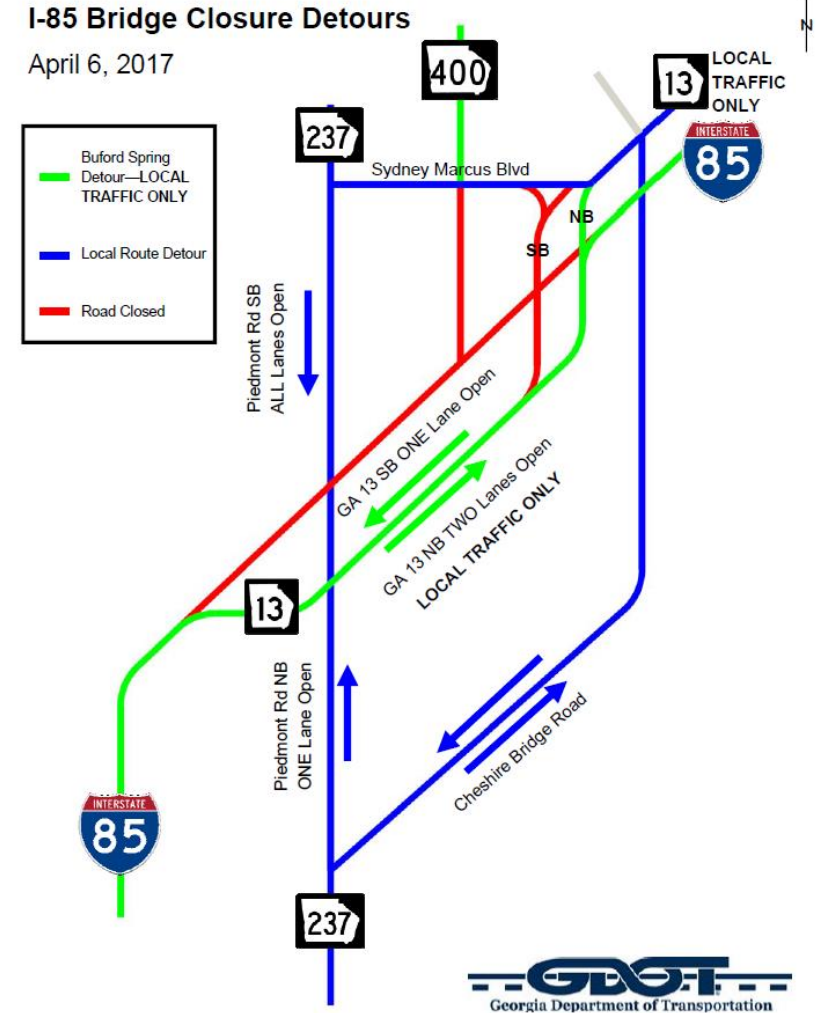 I-85 Bridge Closure Detours
April 6, 2017
N
400
13
LOCAL
TRAFFIC
ONLY
INTERSTATE
85
237
Buford Spring
Detour—LOCAL
TRAFFIC ONLY
Local Route Detour
Road Closed
Sydney Marcus Blvd
NB
SB
Piedmont Rd SB
ALL Lanes Open
GA 13 SB ONE Lane Open
GA 13 NB TWO Lanes Open
LOCAL TRAFFIC ONLY
13
Piedmont Rd NB
ONE Lane Open
Cheshire Bridge Road
INTERSTATE
85
237
GDOT
Georgia Department of Transportation